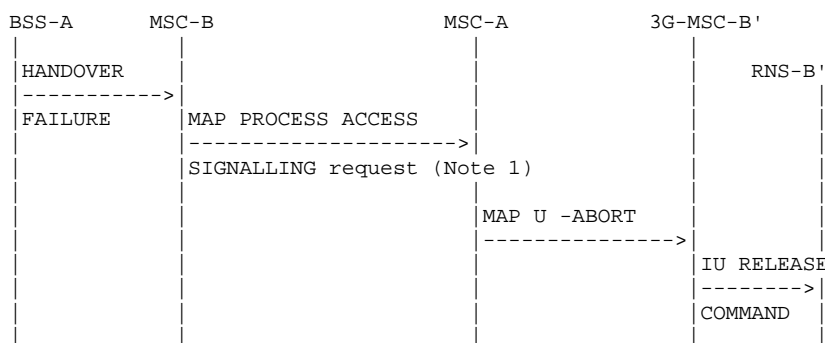 BSS-A MSC-B MSC-A 3G-MSC-B'
HANDOVER RNS-B'
FAILURE MAP PROCESS ACCESS
SIGNALLING request (Note 1)
MAP U -ABORT
IU RELEASE
COMMAND